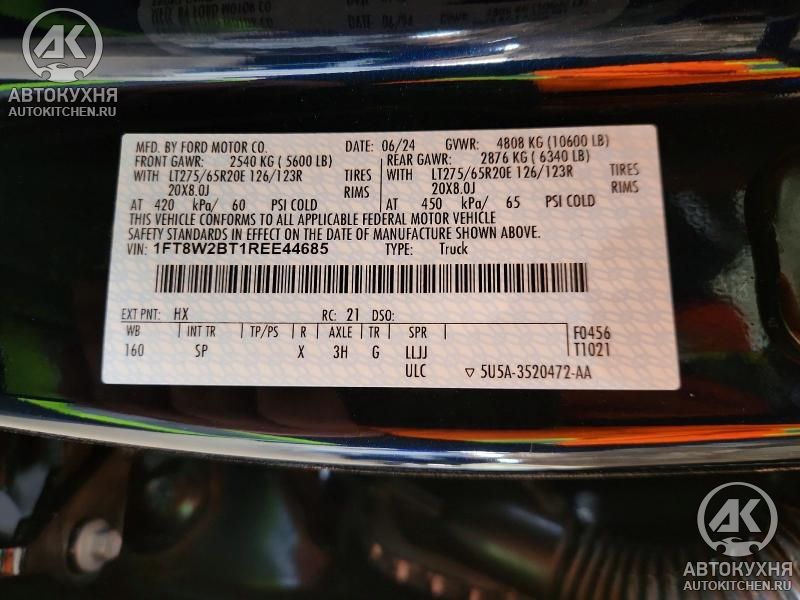 АК
АВТОКУХНЯ
AUTOKITCHEN.RU
MFD. BY FORD MOTOR CO. DATE: 06/24 GVWR: 4808 KG (10600 LB)
FRONT GAWR: 2540 KG ( 5600 LB) REAR GAWR: 2876 KG ( 6340 LB)
WITH LT275/65R20E 126/123R TIRES WITH LT275/65R20E 126/123R TIRES
20X8.0J RIMS 20X8.0J RIMS
AT 420 kPa/ 60 PSI COLD AT 450 kPa/ 65 PSI COLD
THIS VEHICLE CONFORMS TO ALL APPLICABLE FEDERAL MOTOR VEHICLE
SAFETY STANDARDS IN EFFECT ON THE DATE OF MANUFACTURE SHOWN ABOVE.
VIN: 1FT8W2BT1REE44685 TYPE: Truck
EXT PNT: HX RC: 21 DSO:
WB INT TR TP/PS R AXLE TR SPR F0456
160 SP X 3H G LLJJ T1021
ULC ▽ 5U5A-3520472-AA
АК
АВТОКУХНЯ
AUTOKITCHEN.RU